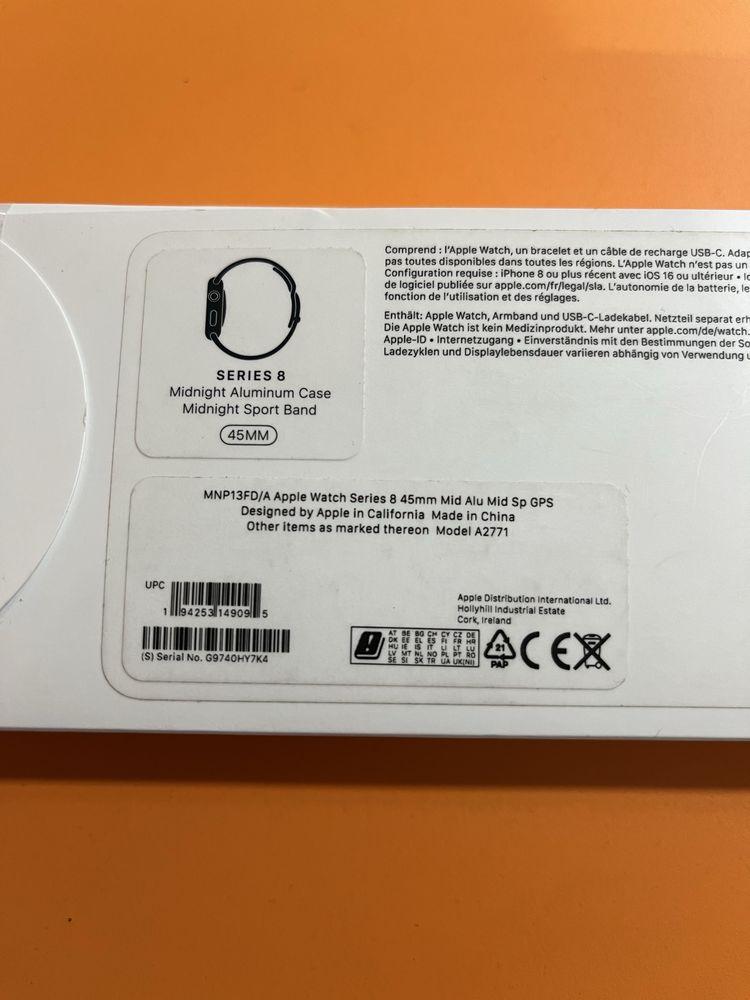 SERIES 8
Midnight Aluminum Case
Midnight Sport Band
45MM
Comprend : l'Apple Watch, un bracelet et un câble de recharge USB-C.
pas toutes disponibles dans toutes les régions. L'Apple Watch n'est pas un
Configuration requise : iPhone 8 ou plus récent avec iOS 16 ou ultérieur •
de logiciel publiée sur apple.com/fr/legal/sla. L'autonomie de la batterie,
fonction de l'utilisation et des réglages.
Enthält: Apple Watch, Armband und USB-C-Ladekabel. Netzteil separat
Die Apple Watch ist kein Medizinprodukt. Mehr unter apple.com/de/watch.
Apple-ID • Internetzugang • Einverständnis mit den Bestimmungen der
Ladezyklen und Displaylebensdauer variieren abhängig von Verwendung
MNP13FD/A Apple Watch Series 8 45mm Mid Alu Mid Sp GPS
Designed by Apple in California Made in China
Other items as marked thereon Model A2771
UPC
1 94253 14909 5
(S) Serial No. G9740HY7K4
Apple Distribution International Ltd.
Hollyhill Industrial Estate
Cork, Ireland
AT BE BG CH CY CZ DE
DK EE EL ES FI FR HR
HU IE IS IT LI LT LU
LV MT NL NO PL PT RO
SE SI SK TR UA UK(NI)
21
PAP
CE